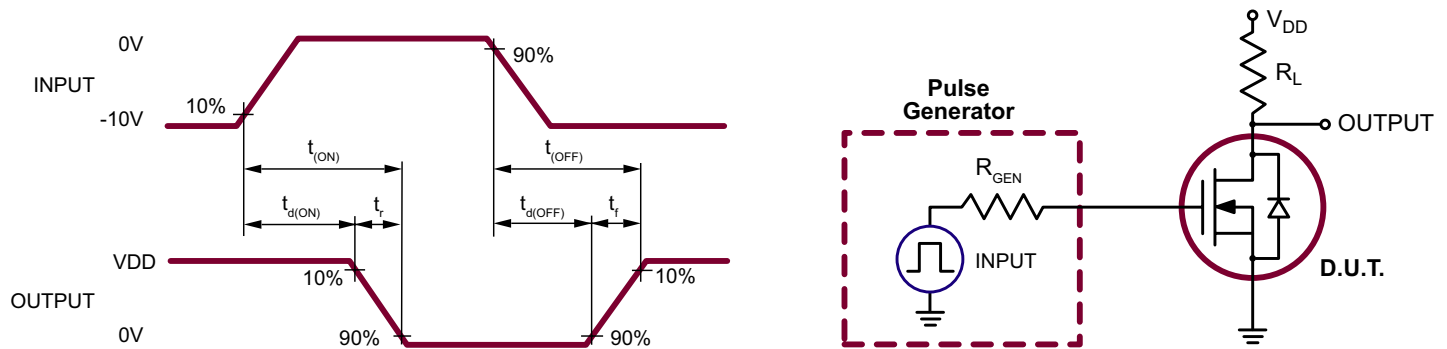 0V
INPUT
-10V
10%
90%
t(ON)
t(OFF)
td(ON)
tr
td(OFF)
tf
VDD
OUTPUT
0V
10%
90%
10%
90%
Pulse
Generator
RGEN
INPUT
VDD
RL
OUTPUT
D.U.T.